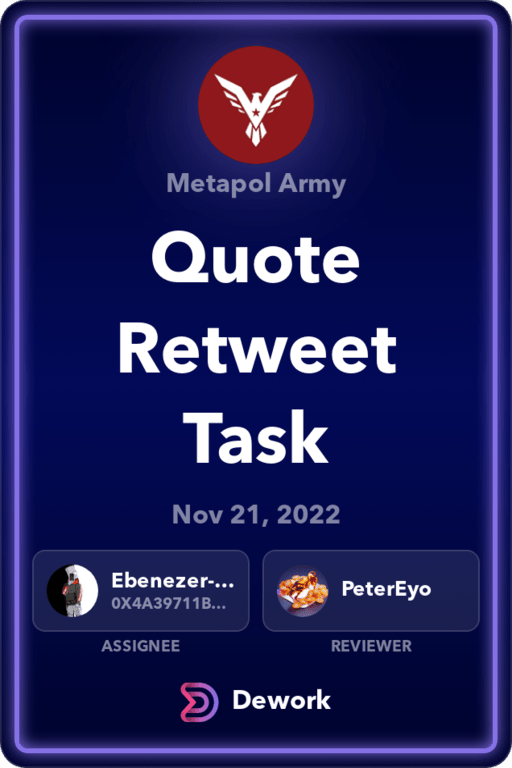 Metapol Army
Quote
Retweet
Task
Nov 21, 2022
Ebenezer-...
0X4A39711B...
PeterEyo
ASSIGNEE
REVIEWER
Dework